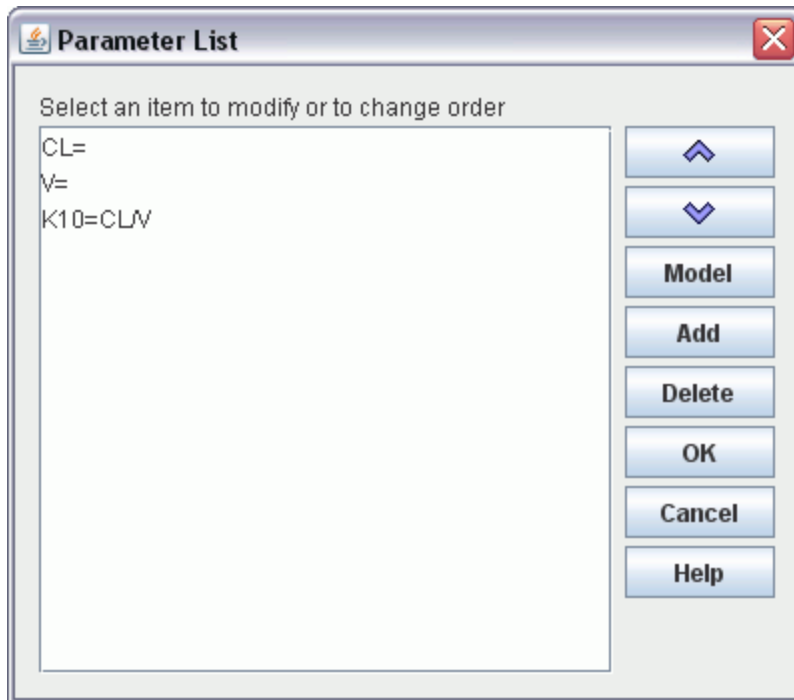 Parameter List
Select an item to modify or to change order
CL=
V=
K10=CL/V
Model
Add
Delete
OK
Cancel
Help